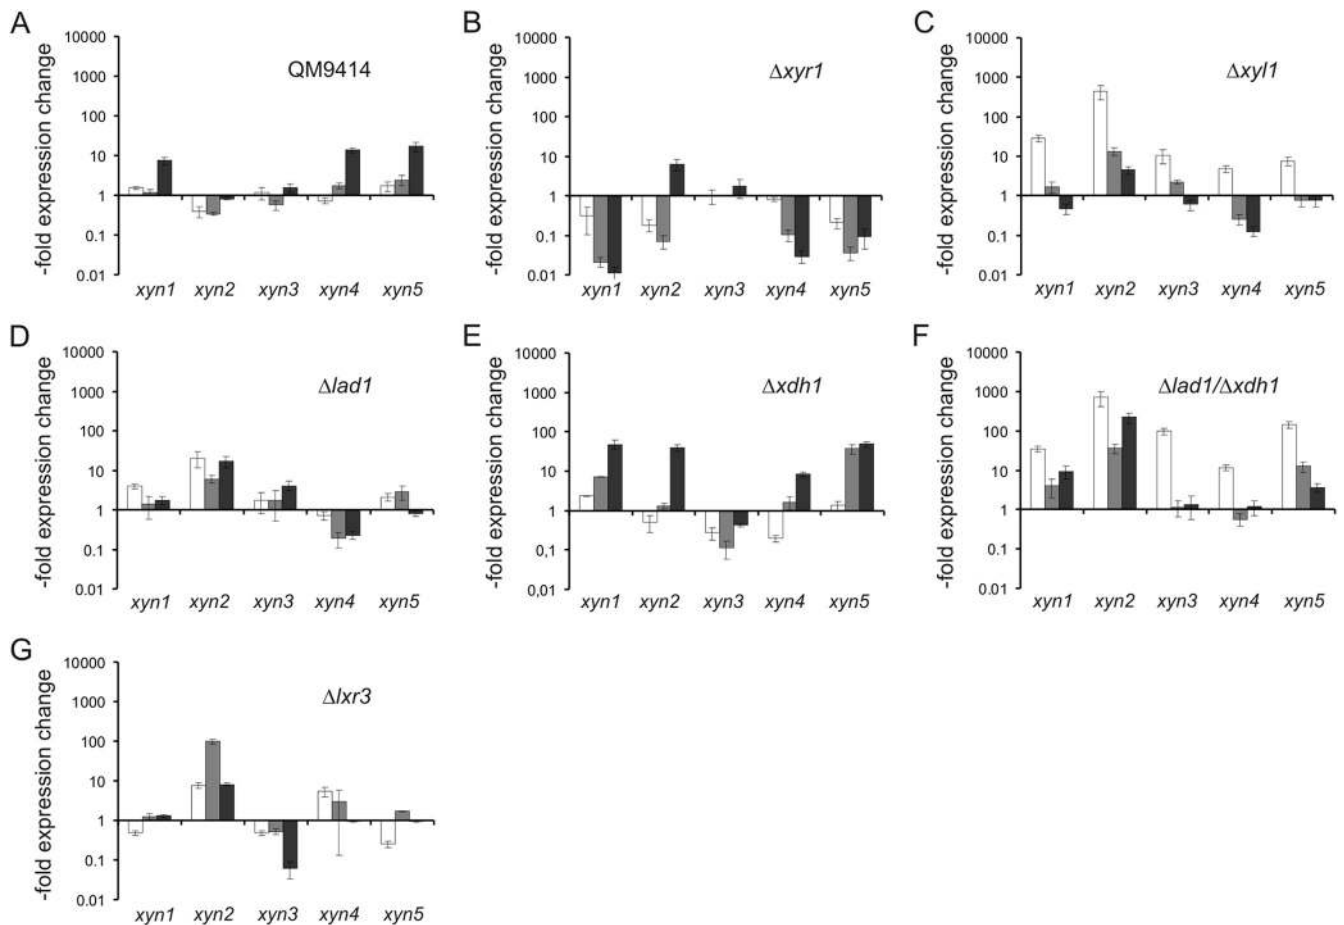 A
B
C
QM9414
Δxyr1
Δxyl1
-fold expression change
-fold expression change
-fold expression change
10000
1000
100
10
1
0.1
0.01
10000
1000
100
10
1
0.1
0.01
10000
1000
100
10
1
0.1
0.01
xyn1 xyn2 xyn3 xyn4 xyn5
xyn1 xyn2 xyn3 xyn4 xyn5
xyn1 xyn2 xyn3 xyn4 xyn5
D
E
F
Δlad1
Δxdh1
Δlad1/Δxdh1
-fold expression change
-fold expression change
-fold expression change
10000
1000
100
10
1
0.1
0.01
10000
1000
100
10
1
0.1
0.01
10000
1000
100
10
1
0.1
0.01
xyn1 xyn2 xyn3 xyn4 xyn5
xyn1 xyn2 xyn3 xyn4 xyn5
xyn1 xyn2 xyn3 xyn4 xyn5
G
Δlxr3
-fold expression change
10000
1000
100
10
1
0.1
0.01
xyn1 xyn2 xyn3 xyn4 xyn5